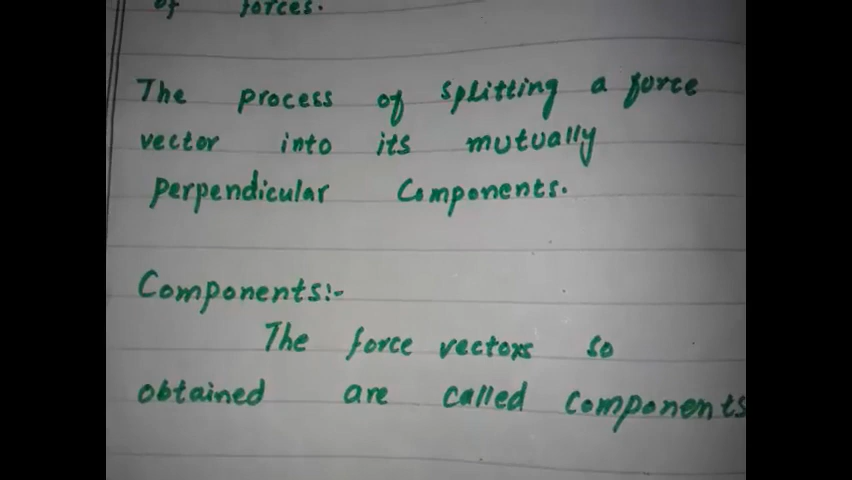 of forces.
The process of splitting a force
vector into its mutually
perpendicular Components.
Components:-
The force vectors so
obtained are called components